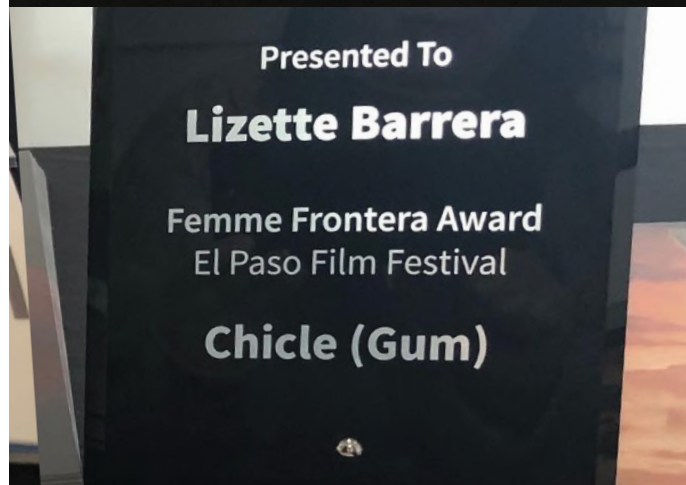 Presented To
Lizette Barrera
Femme Frontera Award
El Paso Film Festival
Chicle (Gum)